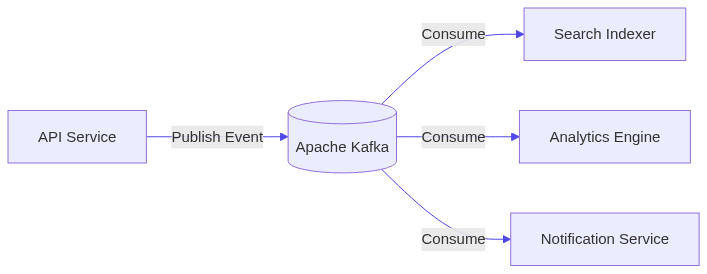 Consume
Search Indexer
API Service
Publish Event
Apache Kafka
Consume
Analytics Engine
Consume
Notification Service